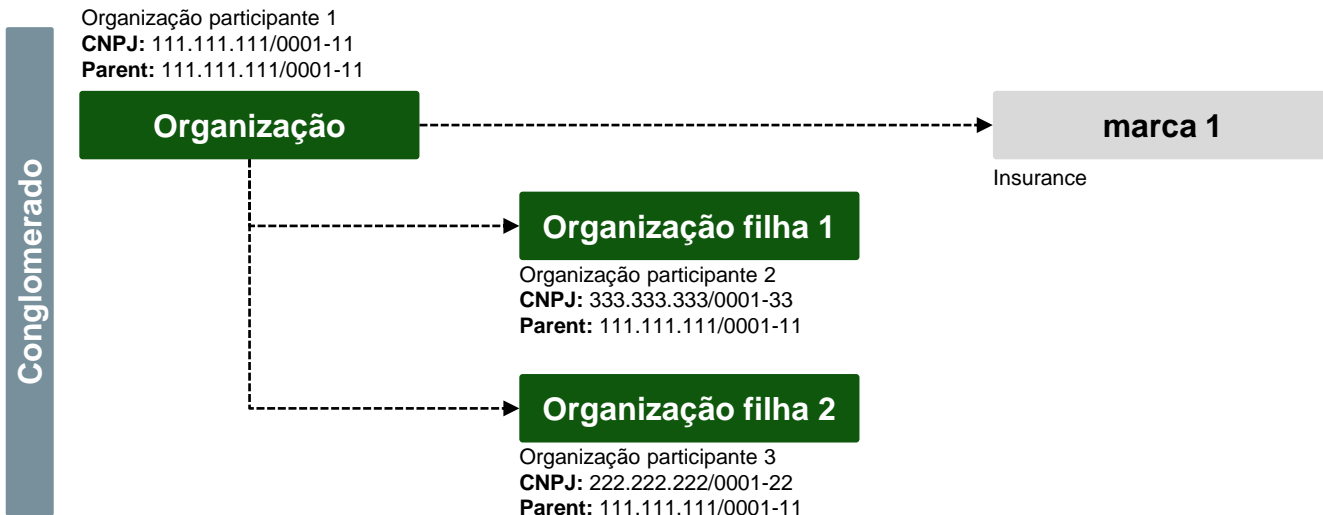 Organização participante 1
CNPJ: 111.111.111/0001-11
Parent: 111.111.111/0001-11
Organização
marca 1
Insurance
Conglomerado
Organização filha 1
Organização participante 2
CNPJ: 333.333.333/0001-33
Parent: 111.111.111/0001-11
Organização filha 2
Organização participante 3
CNPJ: 222.222.222/0001-22
Parent: 111.111.111/0001-11